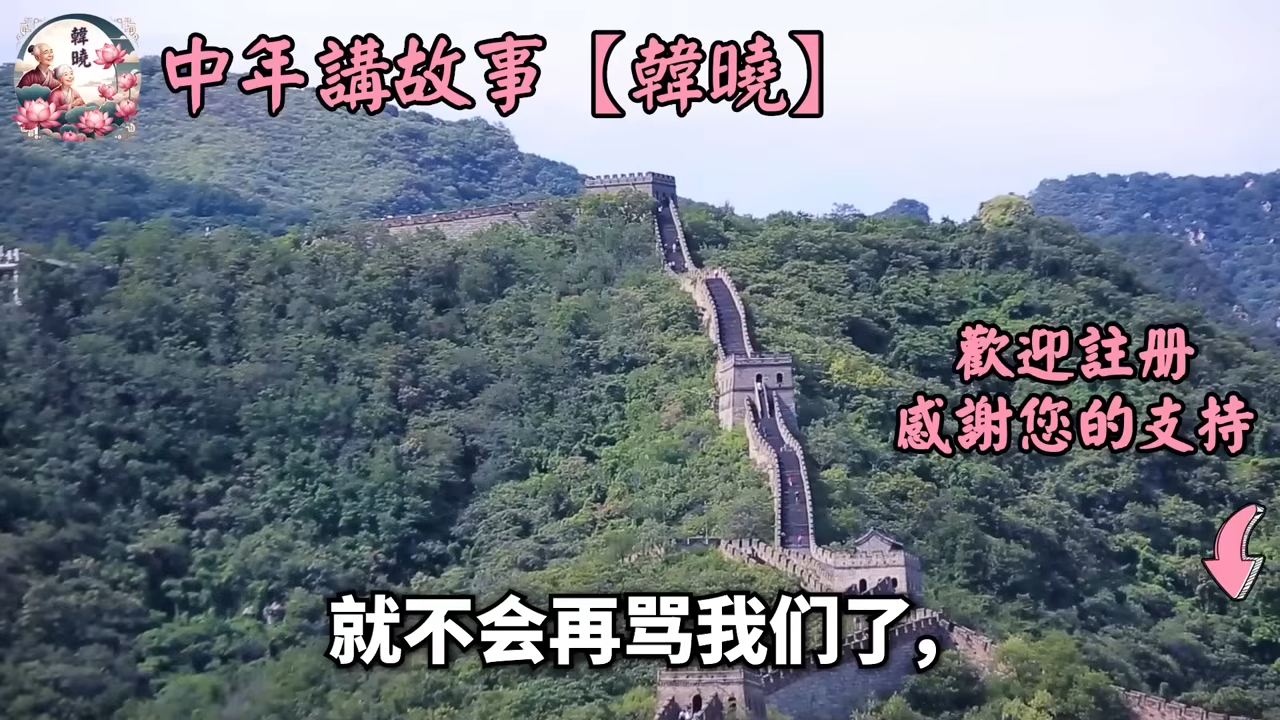 韓
曉
中年講故事【韓曉】
歡迎註册
感謝您的支持
就不会再骂我们了，